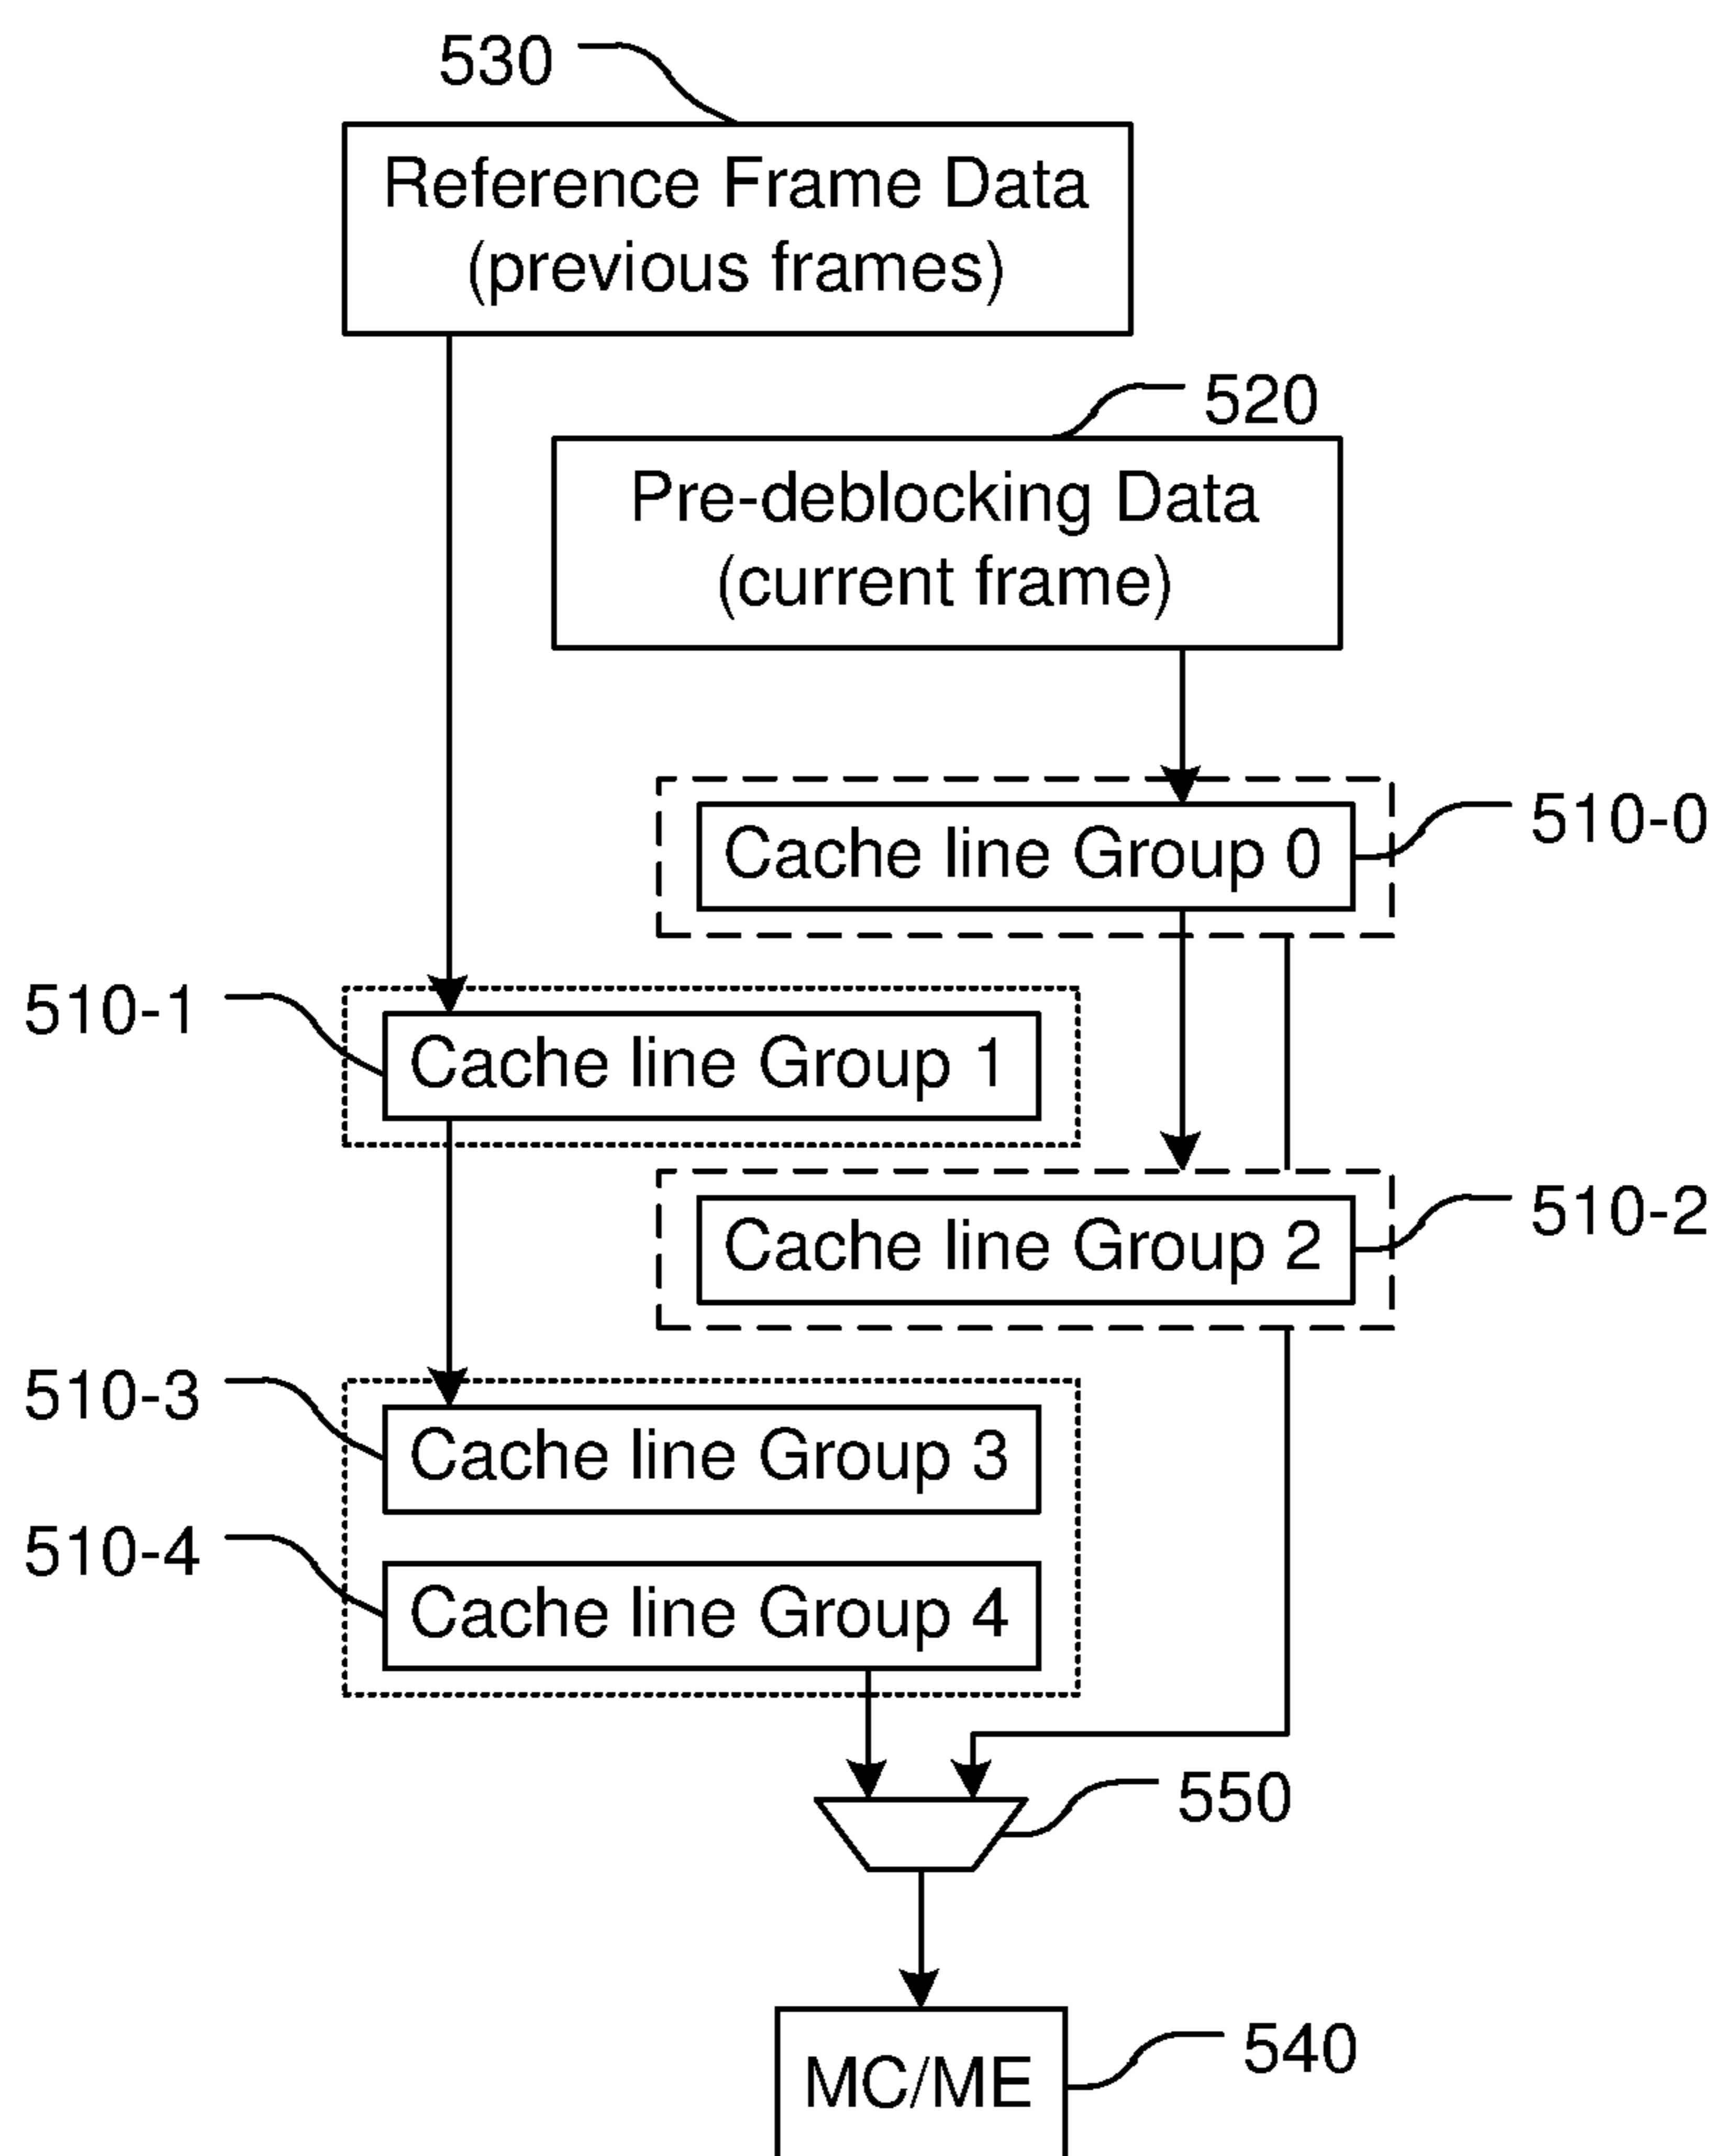 530
Reference Frame Data
(previous frames)
520
Pre-deblocking Data
(current frame)
Cache line Group 0
510-0
510-1
Cache line Group 1
Cache line Group 2
510-2
510-3
Cache line Group 3
510-4
Cache line Group 4
550
MC/ME
540